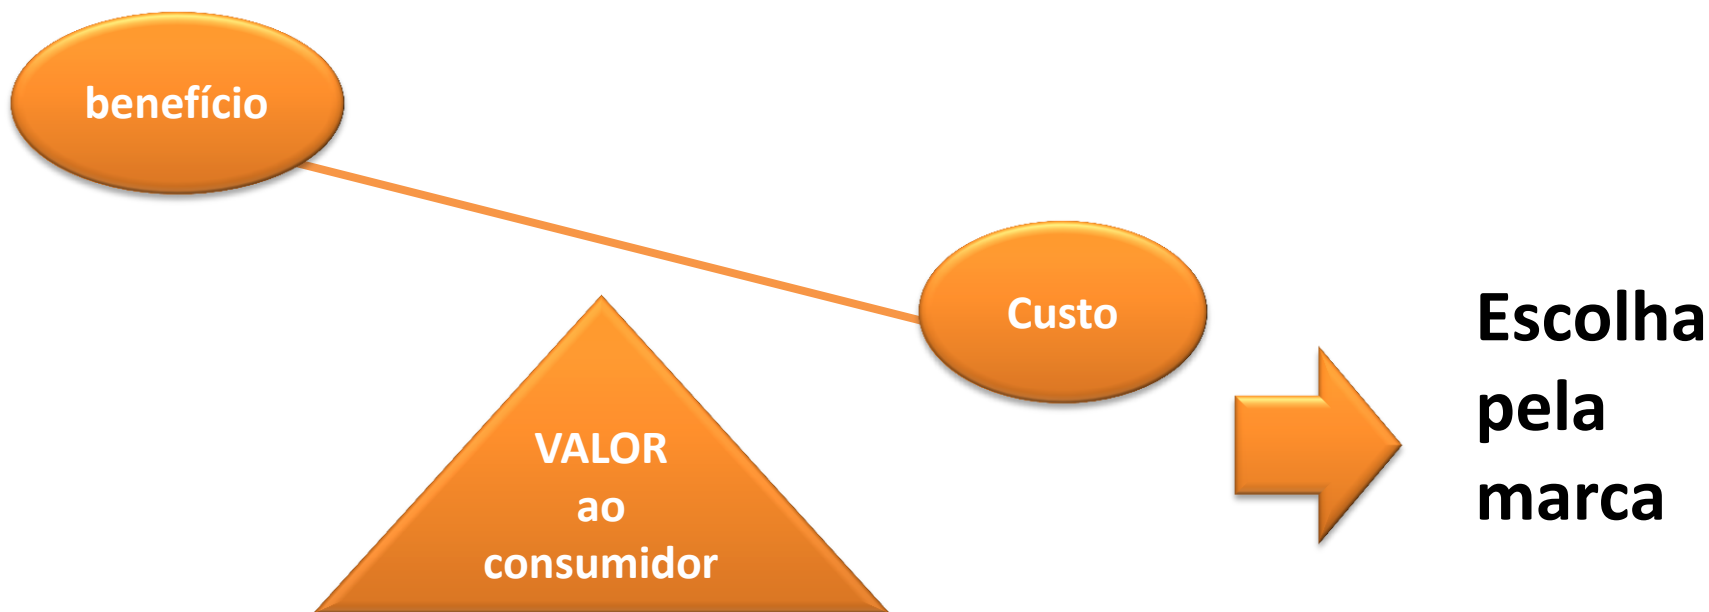 benefício
Custo
VALOR
ao
consumidor
Escolha
pela
marca